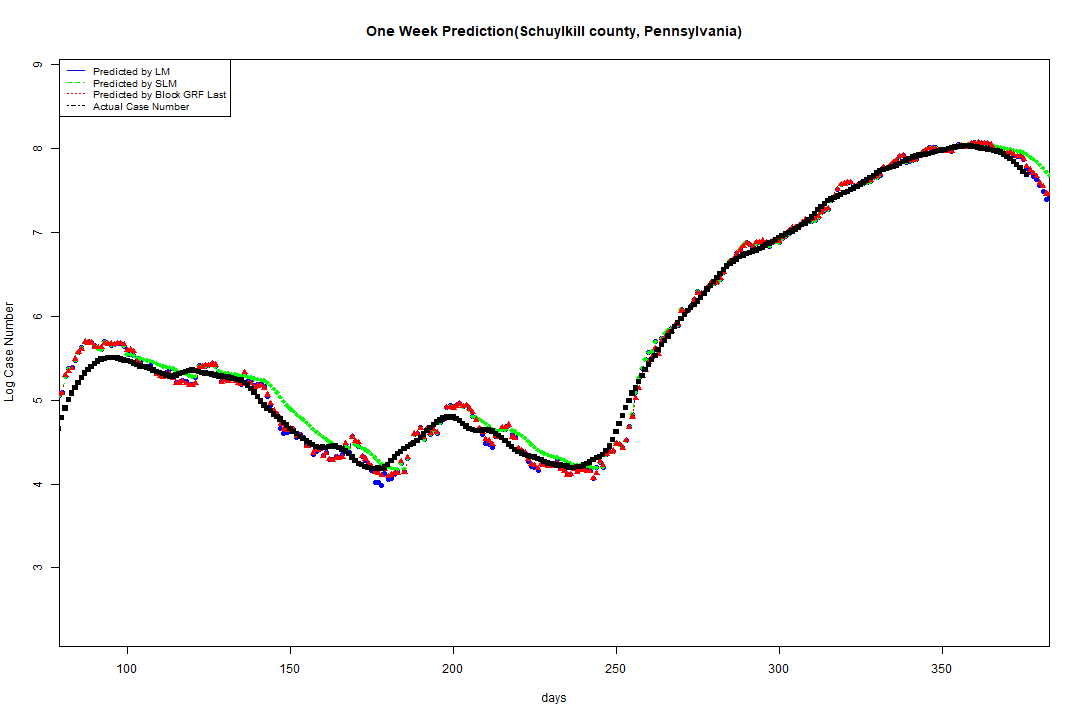 One Week Prediction(Schuylkill county, Pennsylvania)
Predicted by LM
Predicted by SLM
Predicted by Block GRF Last
Actual Case Number
9
8
7
6
5
4
3
Log Case Number
100 150 200 250 300 350
days